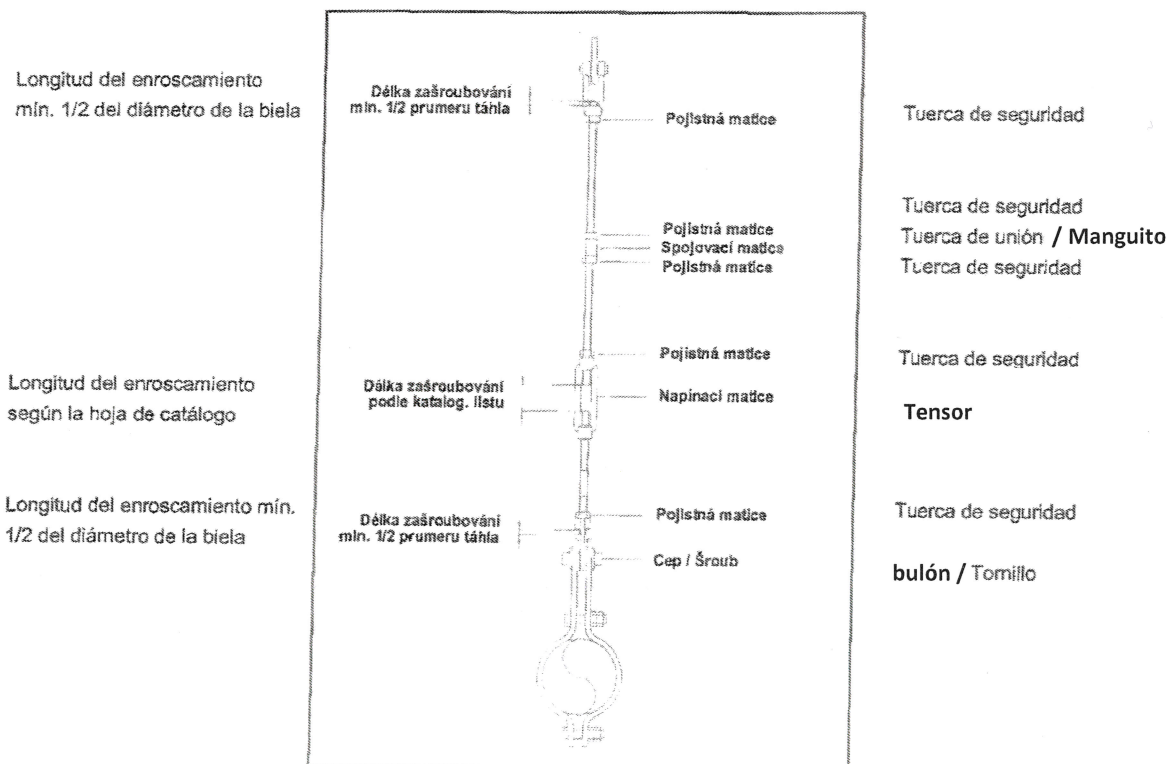 Longitud del enroscamiento
mín. 1/2 del diámetro de la biela
Délka zašroubování
min. 1/2 prumeru táhla
Pojistná matice
Tuerca de seguridad
Pojistná matice
Spojovací matice
Pojistná matice
Tuerca de seguridad
Tuerca de unión / Manguito
Tuerca de seguridad
Pojistná matice
Tuerca de seguridad
Longitud del enroscamiento
según la hoja de catálogo
Délka zašroubování
podle katalog. listu
Napínací matice
Tensor
Longitud del enroscamiento mín.
1/2 del diámetro de la biela
Délka zašroubování
min. 1/2 prumeru táhla
Pojistná matice
Tuerca de seguridad
Cep / Šroub
bulón / Tornillo